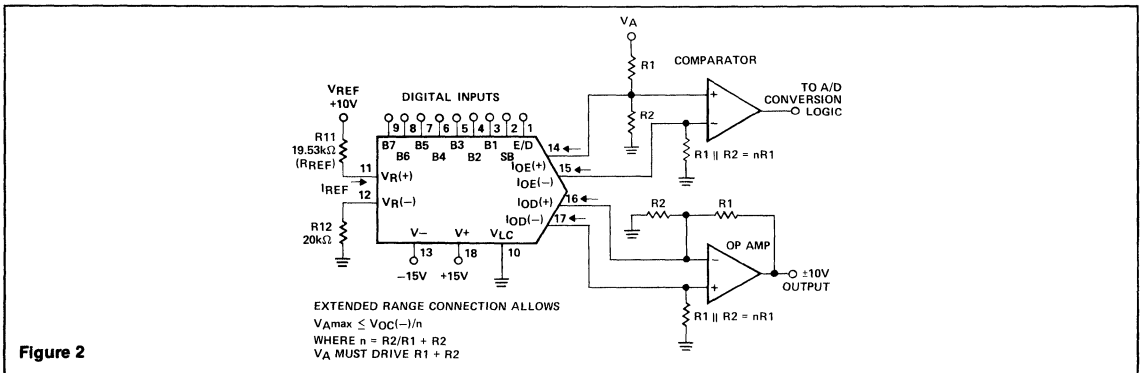 VA
R1
COMPARATOR
+
R2
−
TO A/D
CONVERSION
LOGIC
R1 || R2 = nR1
VREF
+10V
DIGITAL INPUTS
9 8 7 6 5 4 3 2 1
B7 B5 B3 B1 E/D
B6 B4 B2 SB
R11
19.53kΩ
(RREF)
11
VR(+)
IREF
12
VR(−)
R12
20kΩ
14
IOE(+)
15
IOE(−)
16
IOD(+)
17
IOD(−)
V− V+ VLC
13 18 10
−15V +15V
R2 R1
OP AMP
−
+
±10V
OUTPUT
R1 || R2 = nR1
EXTENDED RANGE CONNECTION ALLOWS
VAmax ≤ VOC(−)/n
WHERE n = R2/R1 + R2
VA MUST DRIVE R1 + R2
Figure 2